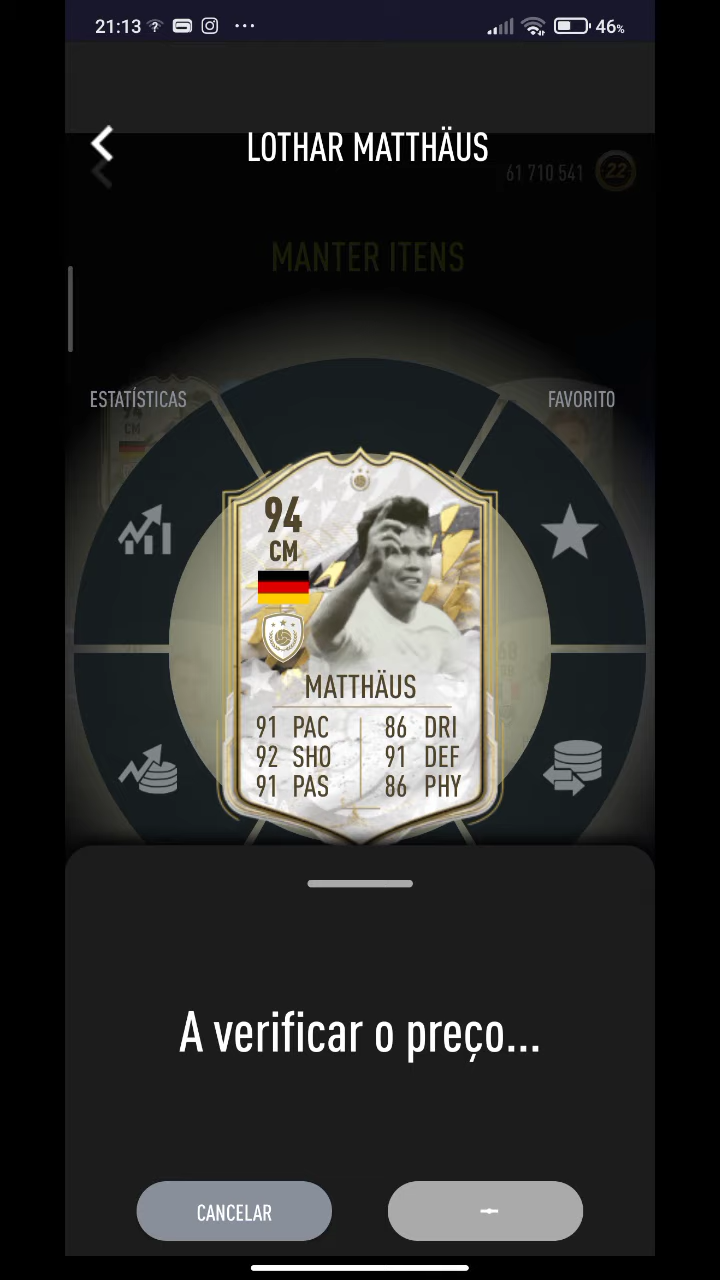 21:13
46%
LOTHAR MATTHÄUS
61 710 541
22
MANTER ITENS
ESTATÍSTICAS
FAVORITO
94
CM
MATTHÄUS
91 PAC 86 DRI
92 SHO 91 DEF
91 PAS 86 PHY
A verificar o preço...
CANCELAR